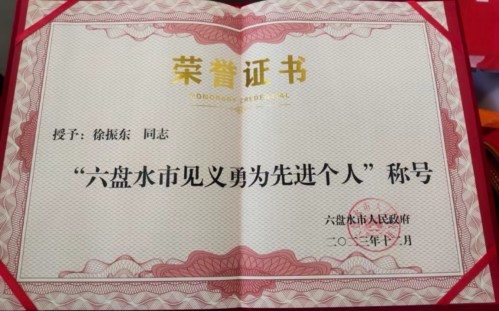 荣誉证书
HONORARY CREDENTIAL
授予：徐振东 同志
“六盘水市见义勇为先进个人”称号
六盘水市人民政府
二〇二三年十二月